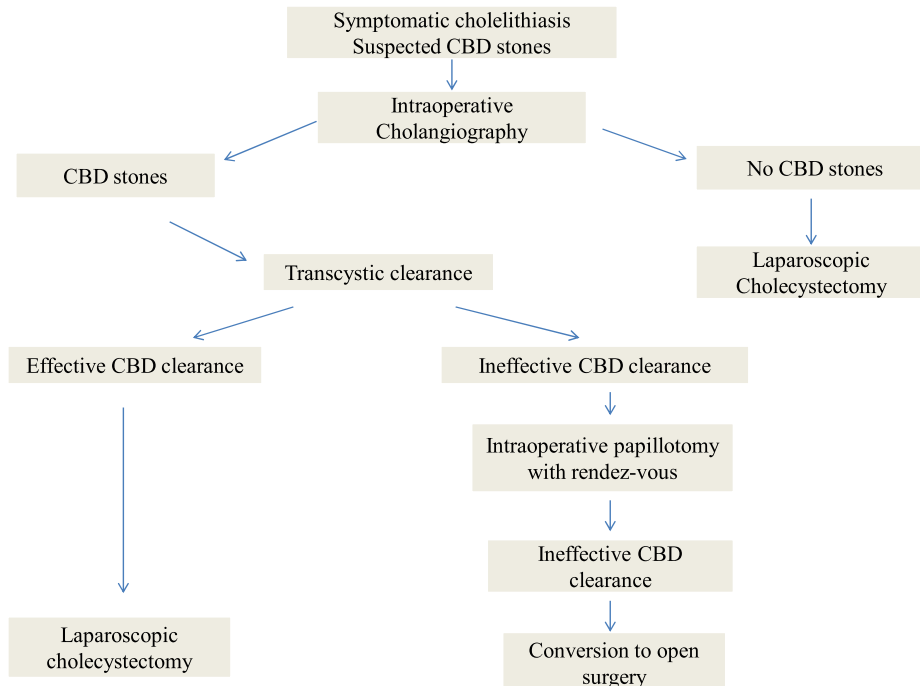 Symptomatic cholelithiasis
Suspected CBD stones
Intraoperative
Cholangiography
CBD stones
No CBD stones
Transcystic clearance
Laparoscopic
Cholecystectomy
Effective CBD clearance
Ineffective CBD clearance
Intraoperative papillotomy
with rendez-vous
Ineffective CBD
clearance
Laparoscopic
cholecystectomy
Conversion to open
surgery